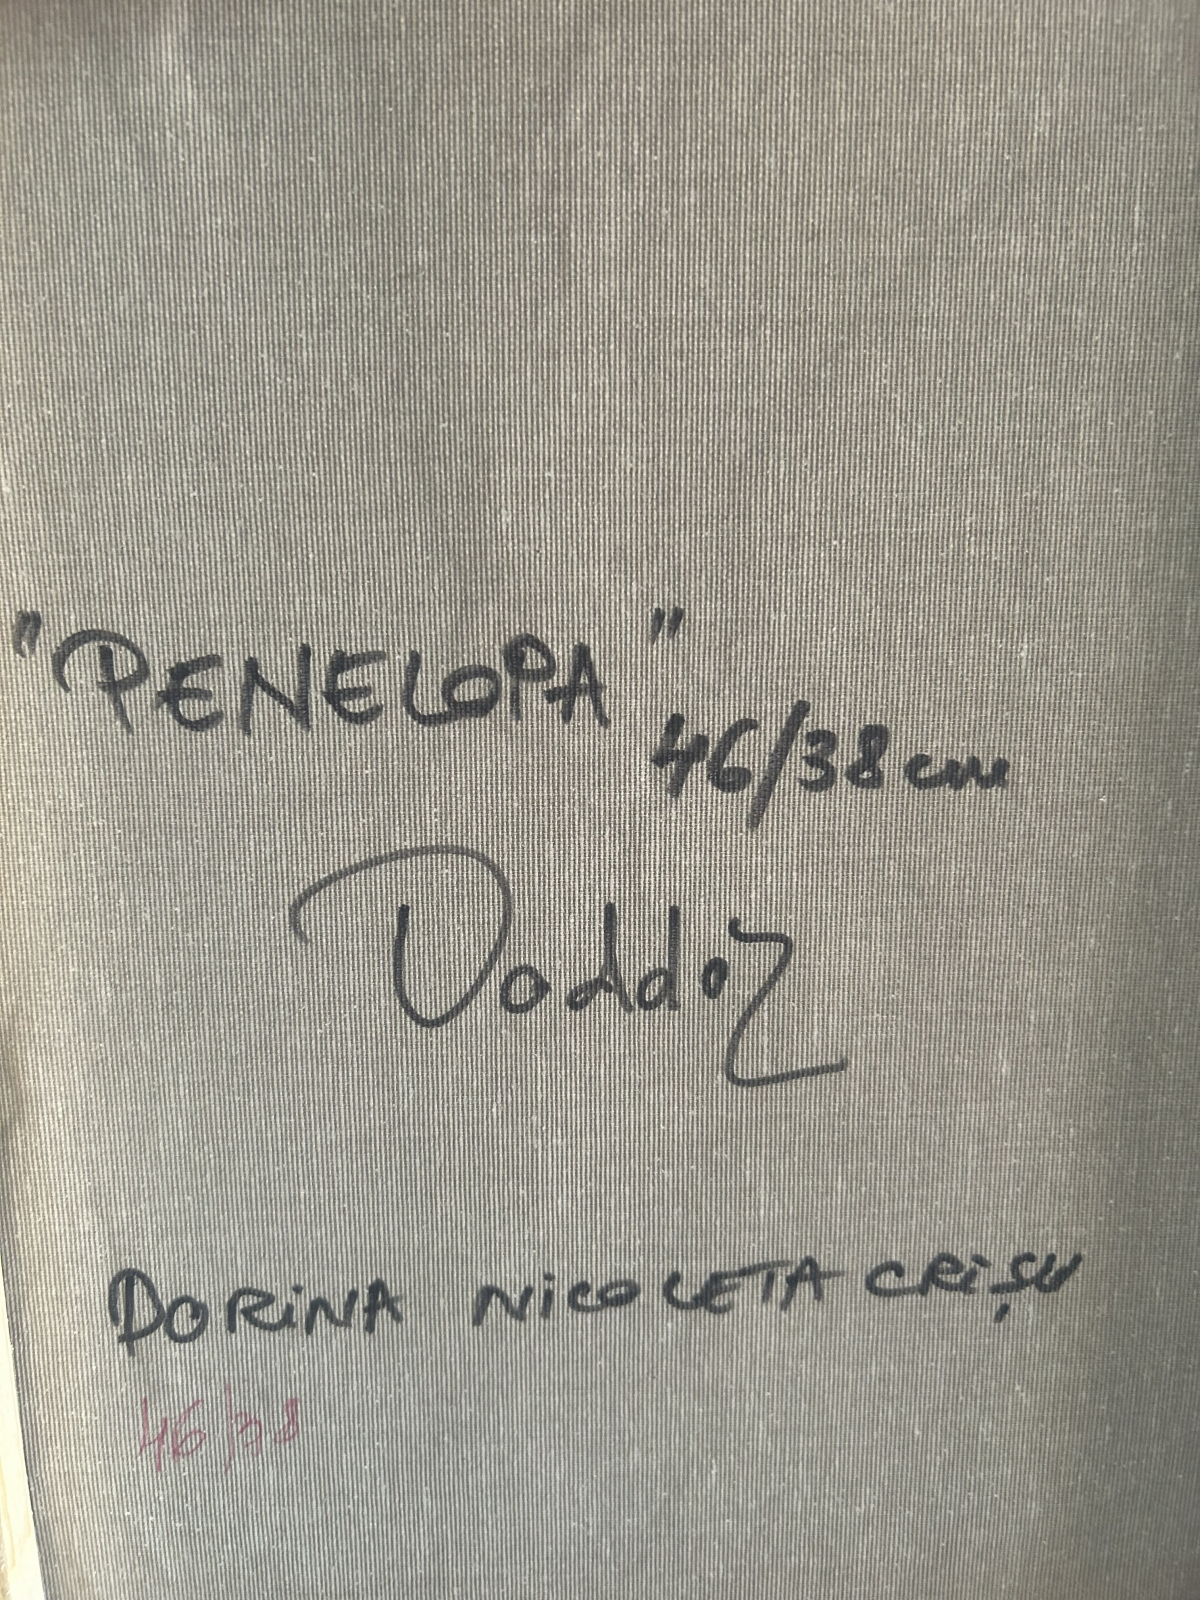 "PENELOPA"
46/38 cm
Doddoz
DORINA NICOLETA CRIȘU
46/38